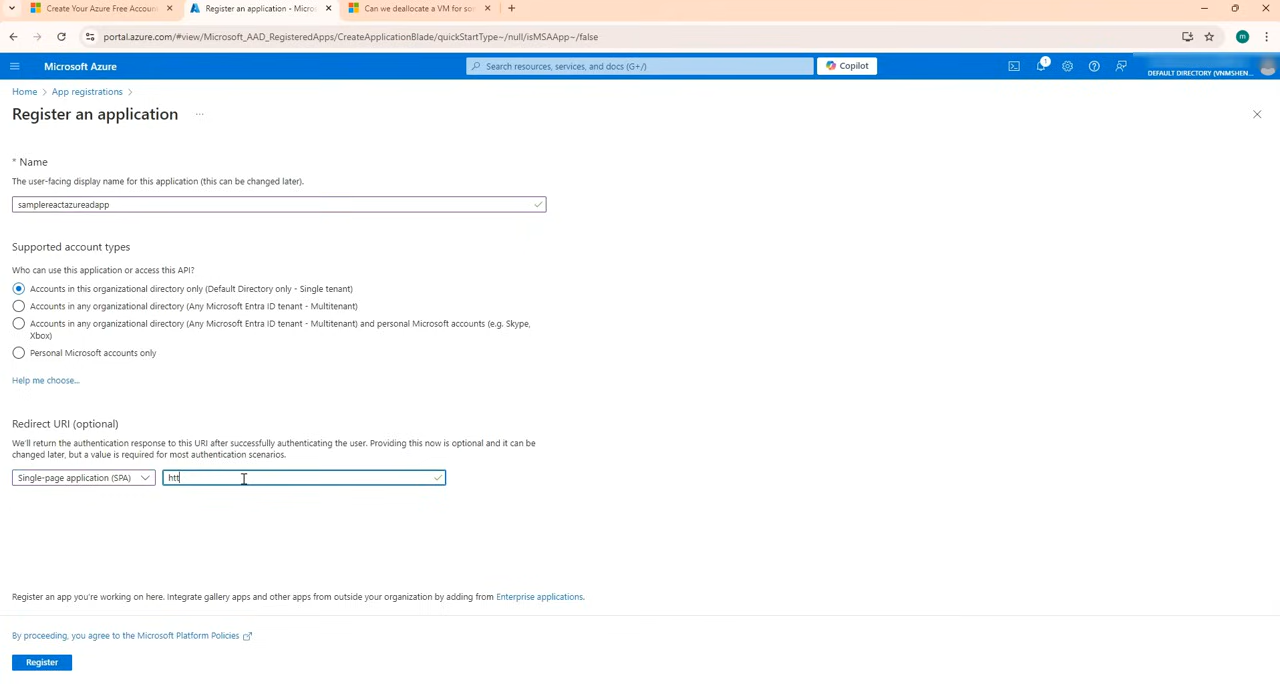 Create Your Azure Free Accoun
Register an application - Micros
Can we deallocate a VM for so
portal.azure.com/#view/Microsoft_AAD_RegisteredApps/CreateApplicationBlade/quickStartType~/null/isMSAApp~/false
m
Microsoft Azure
Search resources, services, and docs (G+/)
Copilot
1
DEFAULT DIRECTORY (VNMSHEN...
Home > App registrations >
Register an application ...
* Name
The user-facing display name for this application (this can be changed later).
samplereactazureadapp
Supported account types
Who can use this application or access this API?
Accounts in this organizational directory only (Default Directory only - Single tenant)
Accounts in any organizational directory (Any Microsoft Entra ID tenant - Multitenant)
Accounts in any organizational directory (Any Microsoft Entra ID tenant - Multitenant) and personal Microsoft accounts (e.g. Skype,
Xbox)
Personal Microsoft accounts only
Help me choose...
Redirect URI (optional)
We'll return the authentication response to this URI after successfully authenticating the user. Providing this now is optional and it can be
changed later, but a value is required for most authentication scenarios.
Single-page application (SPA)
htt
Register an app you're working on here. Integrate gallery apps and other apps from outside your organization by adding from Enterprise applications.
By proceeding, you agree to the Microsoft Platform Policies
Register